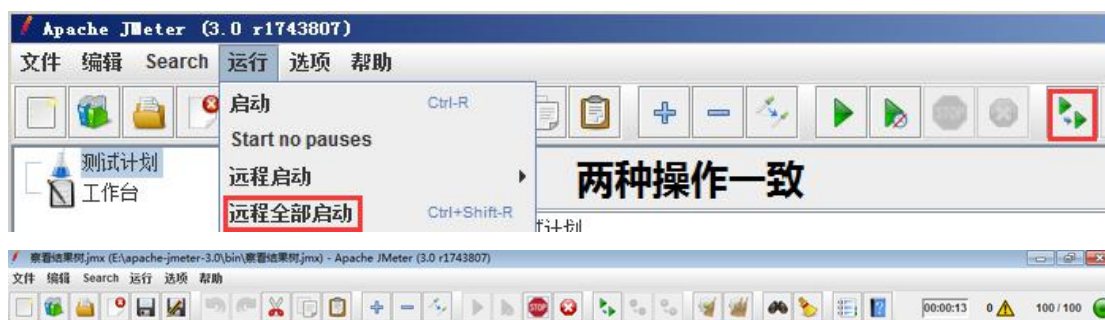 Apache JMeter (3.0 r1743807)
文件 编辑 Search 运行 选项 帮助
启动 Ctrl-R
Start no pauses
测试计划
远程启动
两种操作一致
工作台
远程全部启动 Ctrl+Shift-R
察看结果树.jmx (E:\apache-jmeter-3.0\bin\察看结果树.jmx) - Apache JMeter (3.0 r1743807)
文件 编辑 Search 运行 选项 帮助
STOP 00:00:13 0 100 / 100